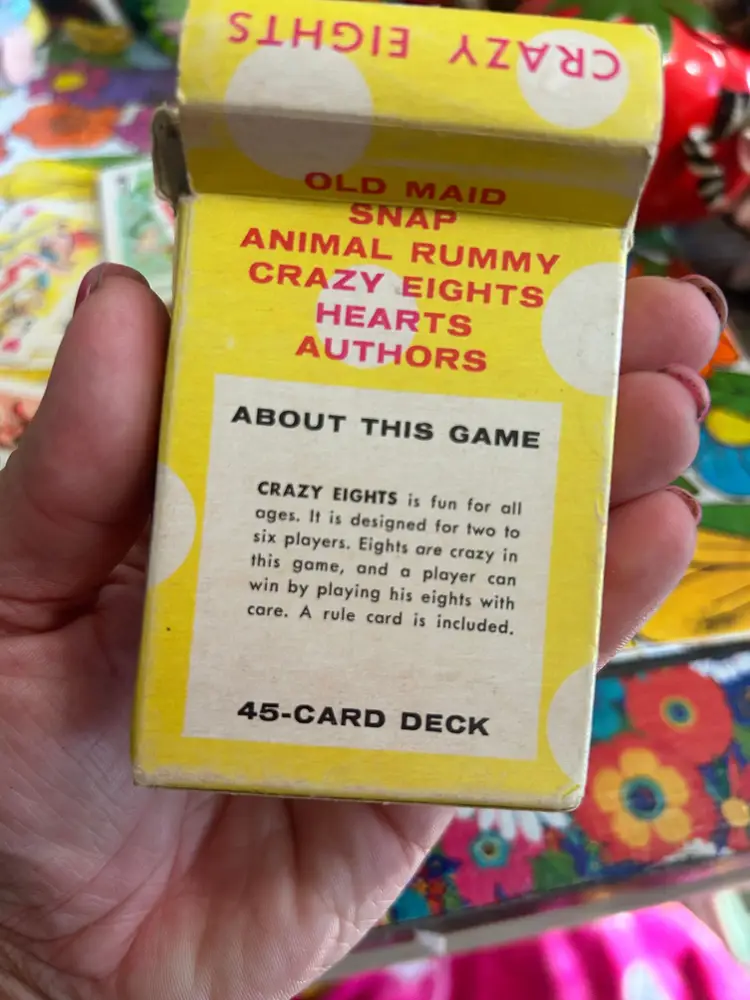 CRAZY EIGHTS
OLD MAID
SNAP
ANIMAL RUMMY
CRAZY EIGHTS
HEARTS
AUTHORS
ABOUT THIS GAME
CRAZY EIGHTS is fun for all
ages. It is designed for two to
six players. Eights are crazy in
this game, and a player can
win by playing his eights with
care. A rule card is included.
45-CARD DECK